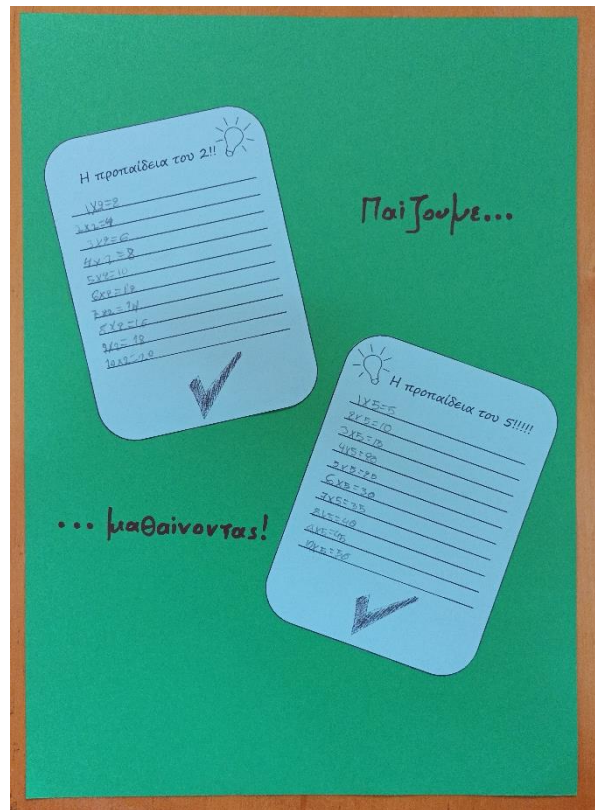 Η προπαίδεια του 2!!
1x2=2
2x2=4
3x2=6
4x2=8
5x2=10
6x2=12
7x2=14
8x2=16
9x2=18
10x2=20
Παίζουμε...
Η προπαίδεια του 5!!!!!
1x5=5
2x5=10
3x5=15
4x5=20
5x5=25
6x5=30
7x5=35
8x5=40
9x5=45
10x5=50
... μαθαίνοντας!